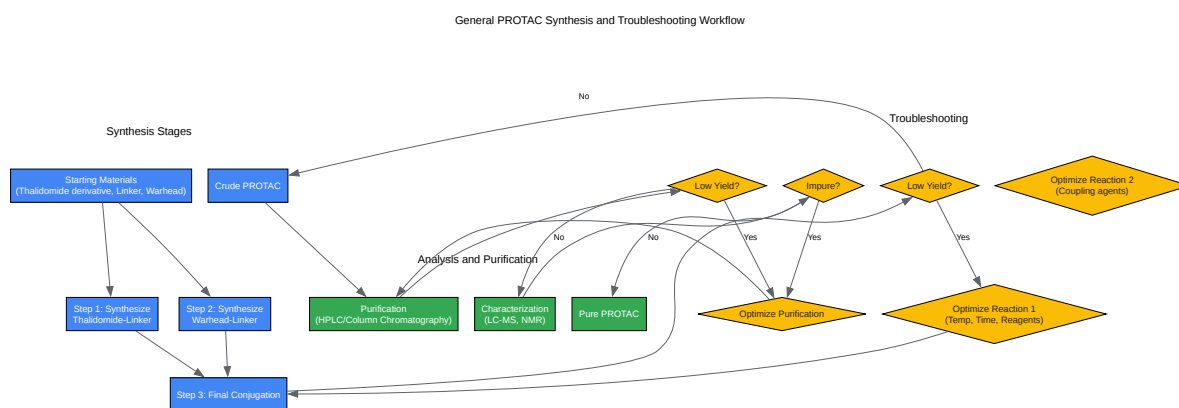 General PROTAC Synthesis and Troubleshooting Workflow
No
Troubleshooting
Synthesis Stages
Starting Materials
(Thalidomide derivative, Linker, Warhead)
Crude PROTAC
Low Yield?
Impure?
Low Yield?
Optimize Reaction 2
(Coupling agents)
No
No
Yes
Yes
Yes
Analysis and Purification
Step 1: Synthesize
Thalidomide-Linker
Step 2: Synthesize
Warhead-Linker
Purification
(HPLC/Column Chromatography)
Characterization
(LC-MS, NMR)
Pure PROTAC
Optimize Purification
Optimize Reaction 1
(Temp, Time, Reagents)
Step 3: Final Conjugation